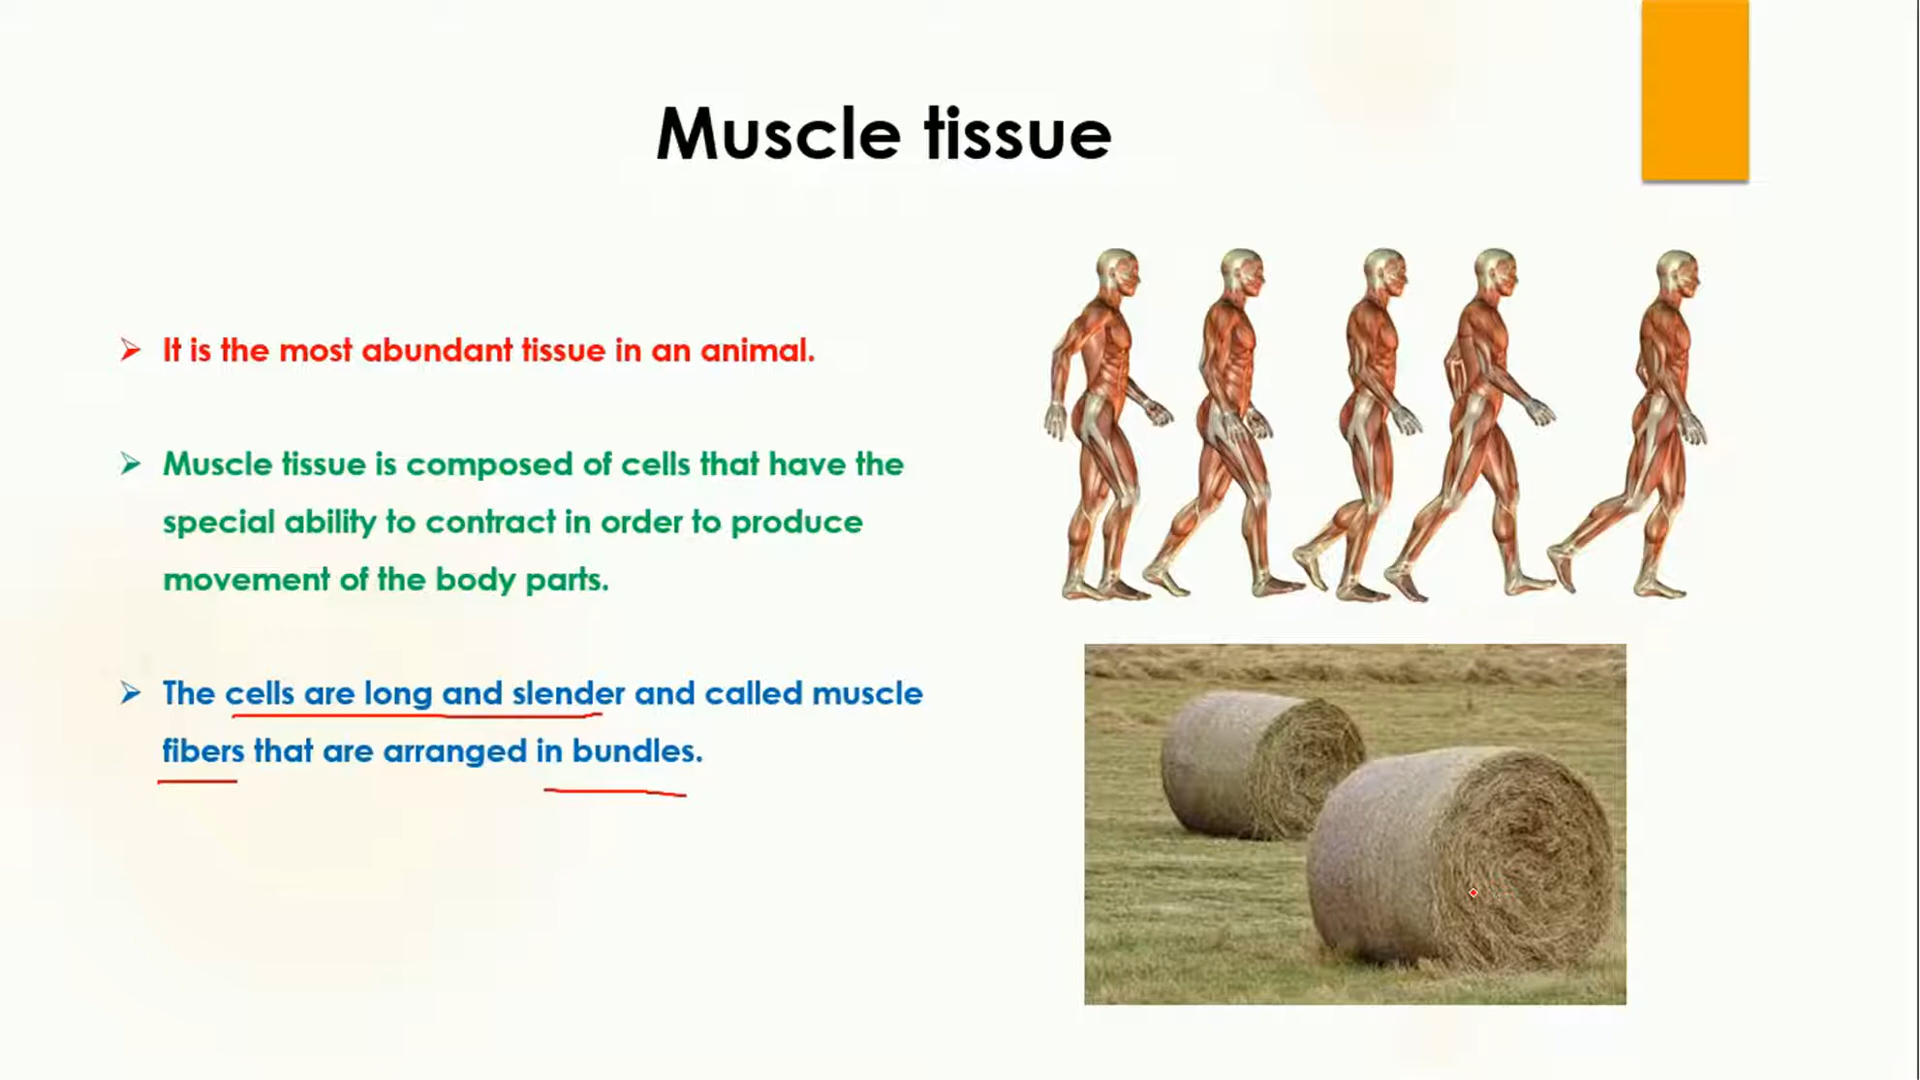 Muscle tissue
It is the most abundant tissue in an animal.
Muscle tissue is composed of cells that have the
special ability to contract in order to produce
movement of the body parts.
The cells are long and slender and called muscle
fibers that are arranged in bundles.